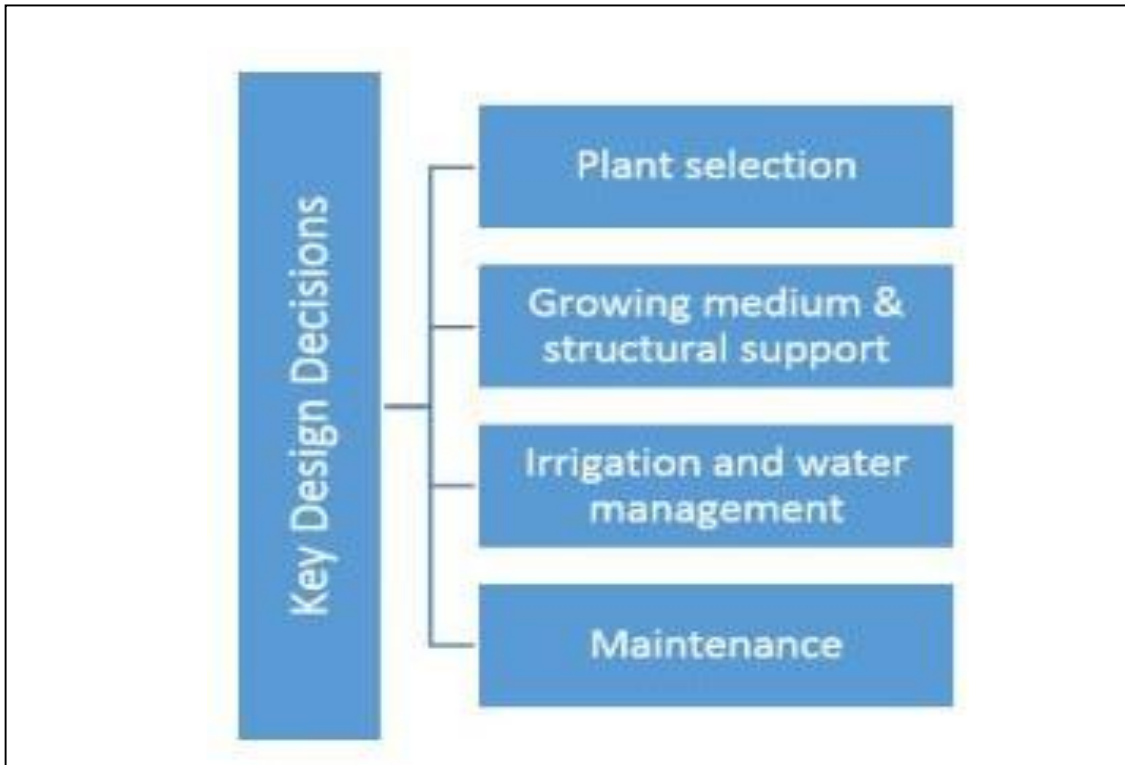 Key Design Decisions
Plant selection
Growing medium &
structural support
Irrigation and water
management
Maintenance